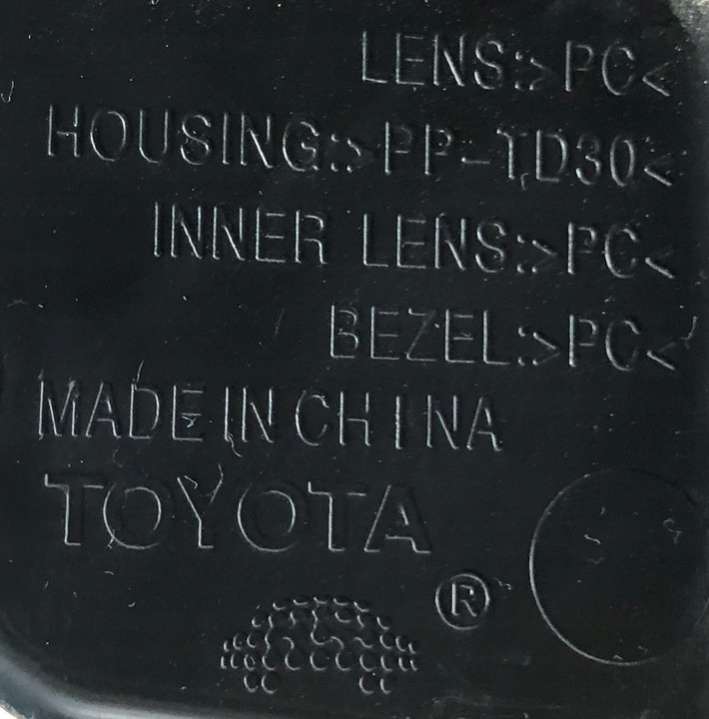 LENS:>PC<
HOUSING:>PP-TD30<
INNER LENS:>PC<
BEZEL:>PC<
MADE IN CHINA
TOYOTA
®